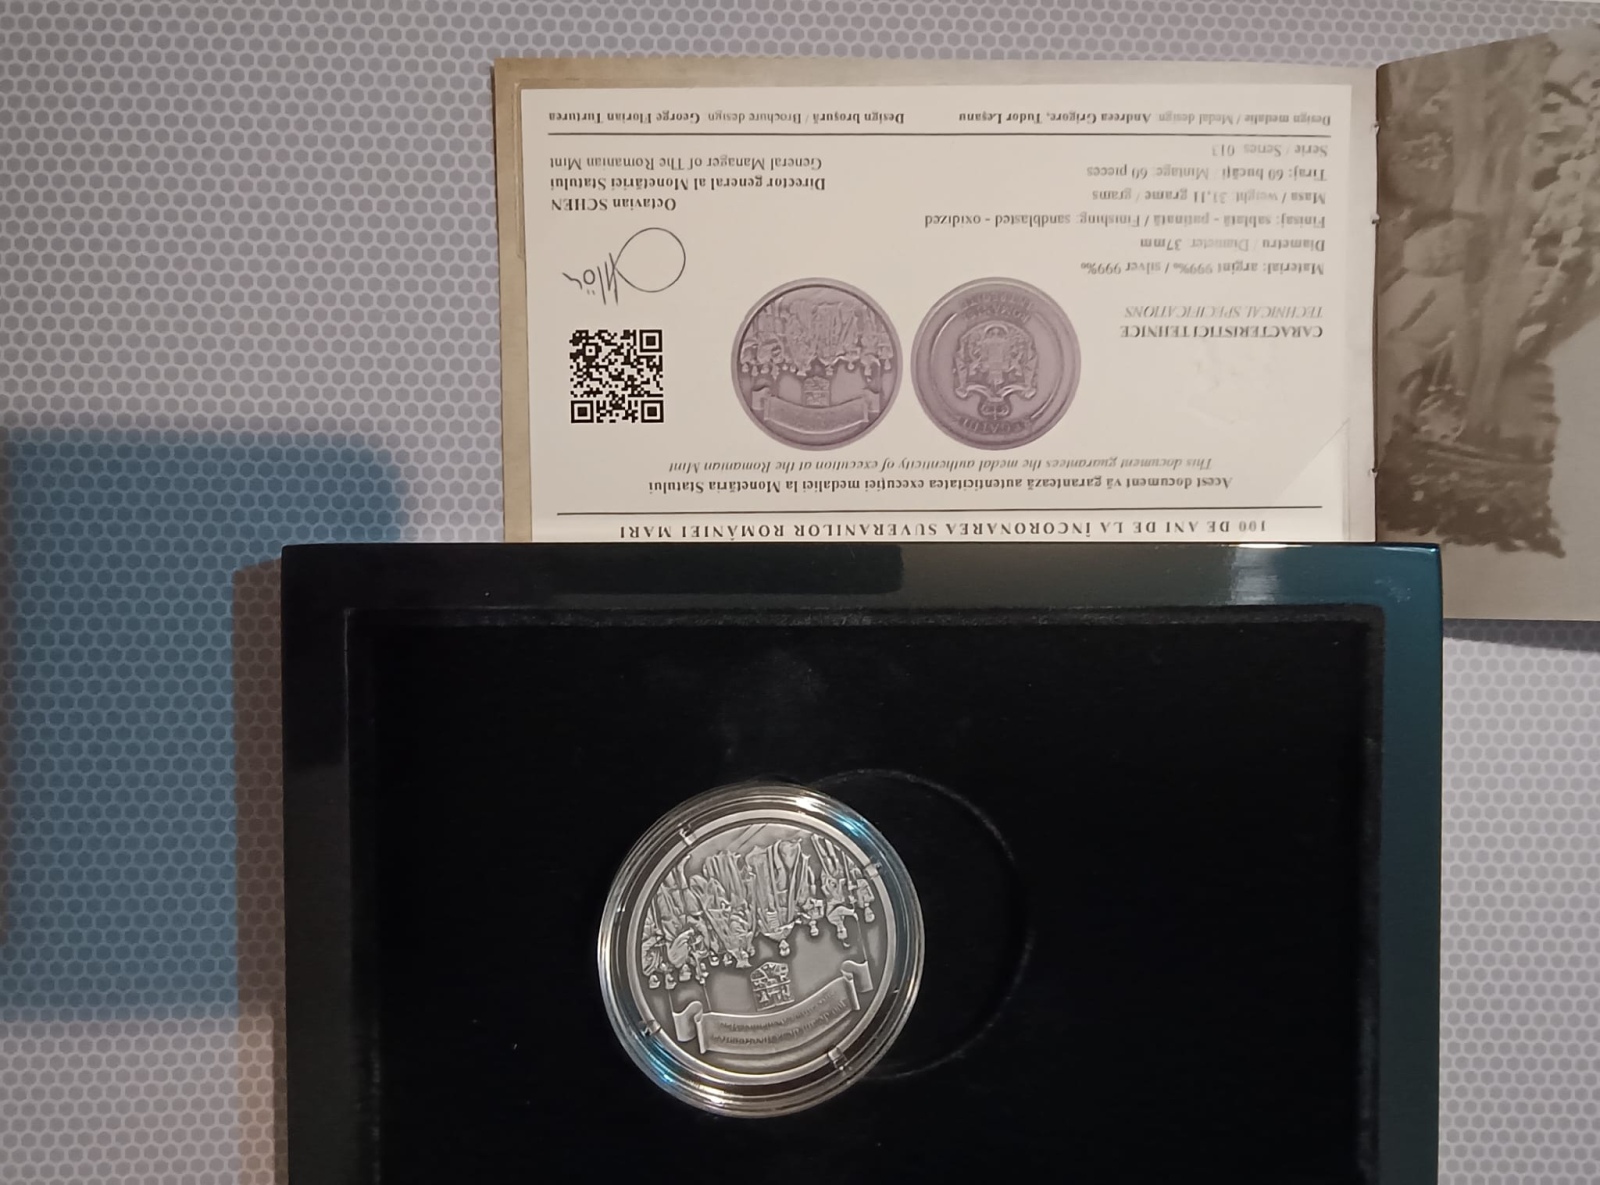 100 DE ANI DE LA ÎNCORONAREA SUVERANILOR ROMÂNIEI MARI
Acest document vă garantează autenticitatea execuției medaliei la Monetăria Statului
This document guarantees the medal authenticity of execution at the Romanian Mint
CARACTERISTICI TEHNICE
TECHNICAL SPECIFICATIONS
Material: argint 999‰ / silver 999‰
Diametru / Diameter: 37mm
Finisaj: sablată - patinată / Finishing: sandblasted - oxidized
Masa / weight: 31,11 grame / grams
Tiraj: 60 bucăți / Mintage: 60 pieces
Serie / Series 013
REGATUL
Octavian SCHEN
Director general al Monetăriei Statului
General Manager of The Romanian Mint
Design medalie / Medal design: Andreea Grigore, Tudor Leşanu
Design broșură / Brochure design: George Florian Turturea